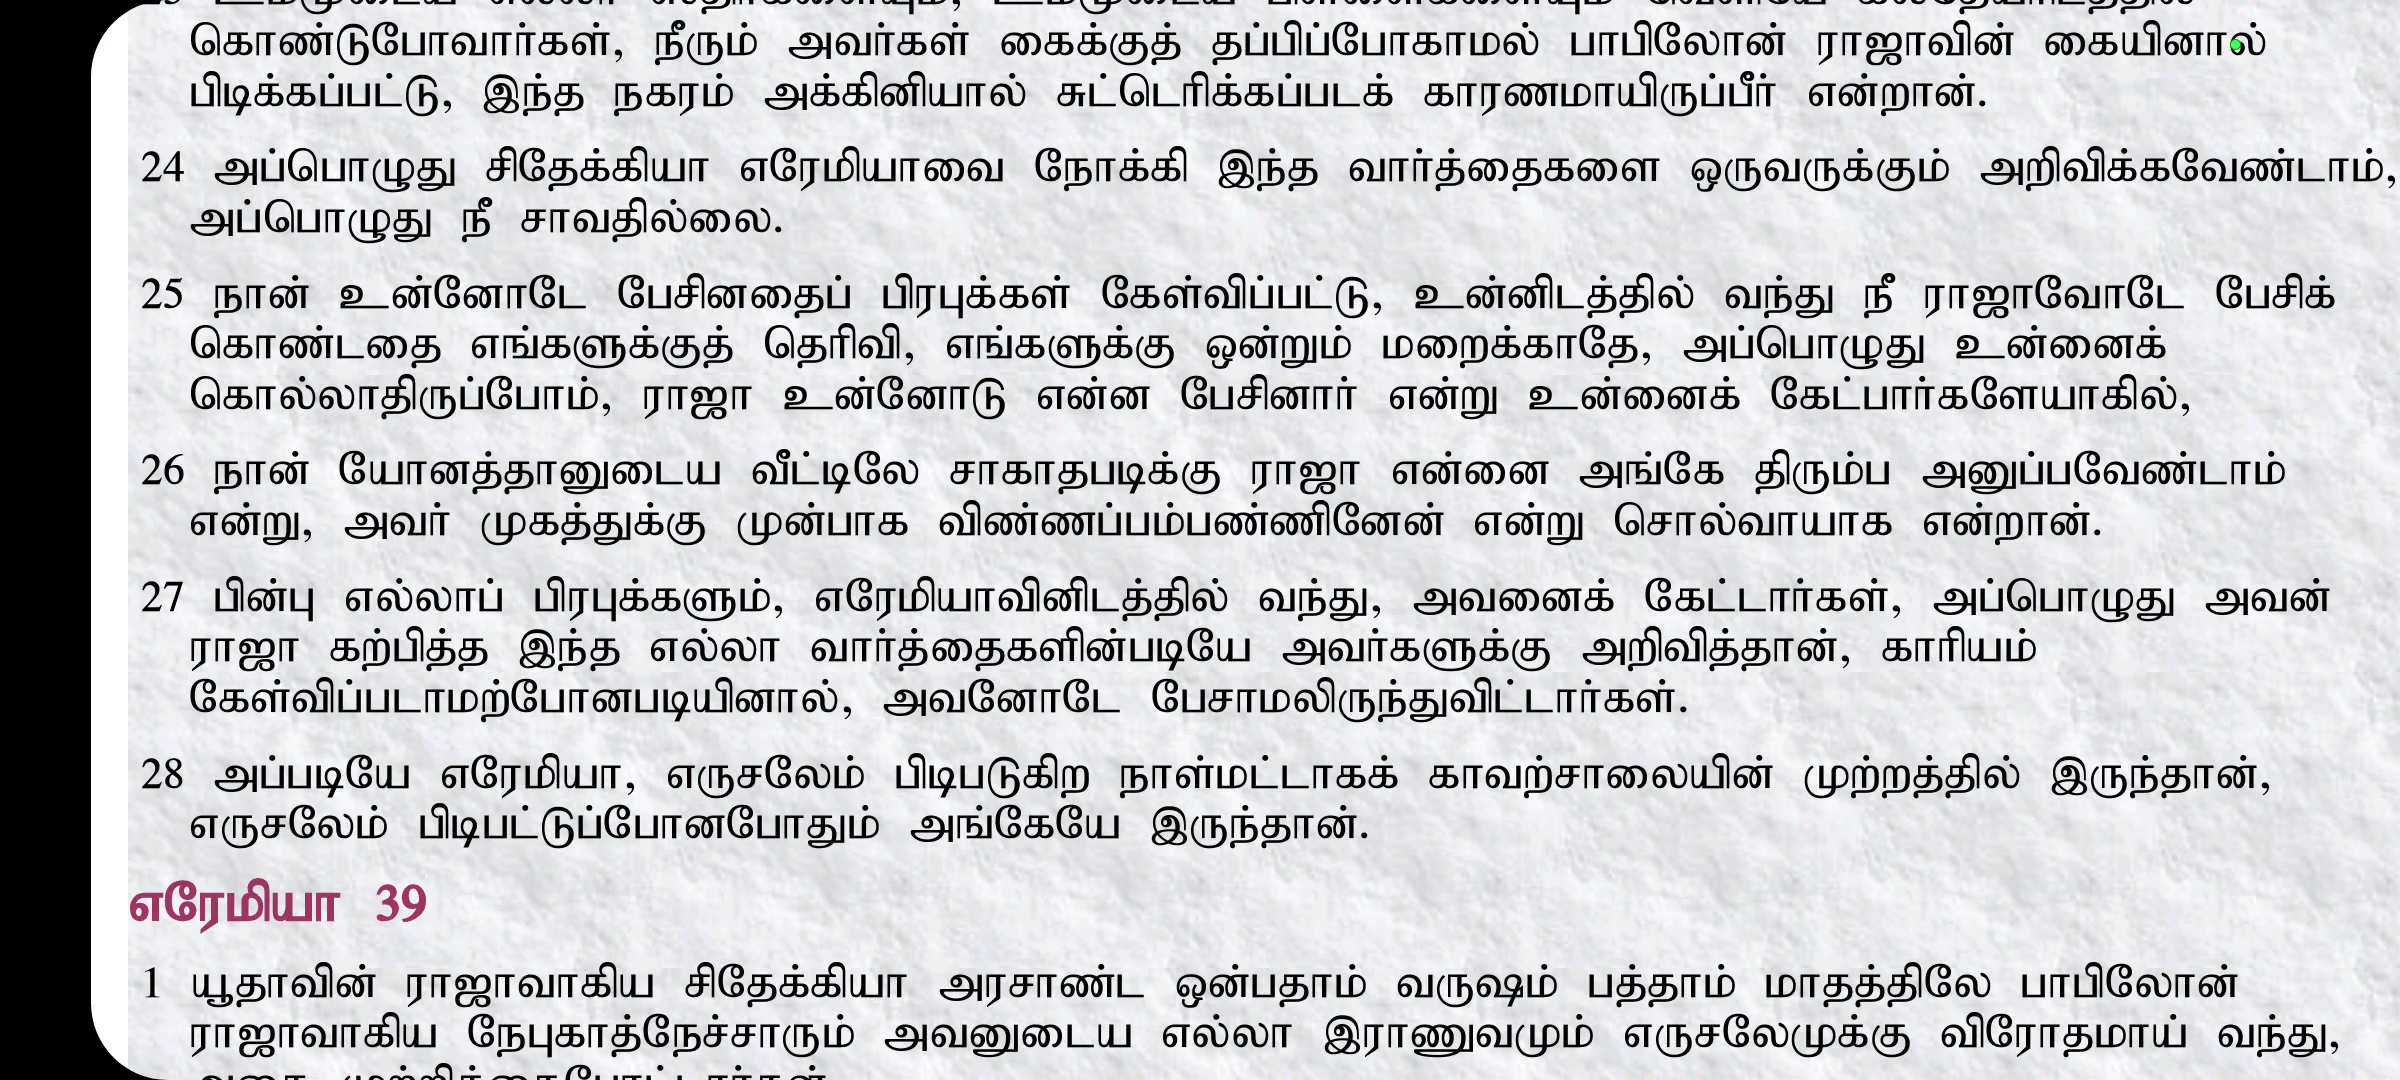 கொண்டுபோவார்கள், நீரும் அவர்கள் கைக்குத் தப்பிப்போகாமல் பாபிலோன் ராஜாவின் கையினால்
பிடிக்கப்பட்டு, இந்த நகரம் அக்கினியால் சுட்டெரிக்கப்படக் காரணமாயிருப்பீர் என்றான்.
24 அப்பொழுது சிதேக்கியா எரேமியாவை நோக்கி இந்த வார்த்தைகளை ஒருவருக்கும் அறிவிக்கவேண்டாம்,
அப்பொழுது நீ சாவதில்லை.
25 நான் உன்னோடே பேசினதைப் பிரபுக்கள் கேள்விப்பட்டு, உன்னிடத்தில் வந்து நீ ராஜாவோடே பேசிக்
கொண்டதை எங்களுக்குத் தெரிவி, எங்களுக்கு ஒன்றும் மறைக்காதே, அப்பொழுது உன்னைக்
கொல்லாதிருப்போம், ராஜா உன்னோடு என்ன பேசினார் என்று உன்னைக் கேட்பார்களேயாகில்,
26 நான் யோனத்தானுடைய வீட்டிலே சாகாதபடிக்கு ராஜா என்னை அங்கே திரும்ப அனுப்பவேண்டாம்
என்று, அவர் முகத்துக்கு முன்பாக விண்ணப்பம்பண்ணினேன் என்று சொல்வாயாக என்றான்.
27 பின்பு எல்லாப் பிரபுக்களும், எரேமியாவினிடத்தில் வந்து, அவனைக் கேட்டார்கள், அப்பொழுது அவன்
ராஜா கற்பித்த இந்த எல்லா வார்த்தைகளின்படியே அவர்களுக்கு அறிவித்தான், காரியம்
கேள்விப்படாமற்போனபடியினால், அவனோடே பேசாமலிருந்துவிட்டார்கள்.
28 அப்படியே எரேமியா, எருசலேம் பிடிபடுகிற நாள்மட்டாகக் காவற்சாலையின் முற்றத்தில் இருந்தான்,
எருசலேம் பிடிபட்டுப்போனபோதும் அங்கேயே இருந்தான்.
எரேமியா 39
1 யூதாவின் ராஜாவாகிய சிதேக்கியா அரசாண்ட ஒன்பதாம் வருஷம் பத்தாம் மாதத்திலே பாபிலோன்
ராஜாவாகிய நேபுகாத்நேச்சாரும் அவனுடைய எல்லா இராணுவமும் எருசலேமுக்கு விரோதமாய் வந்து,